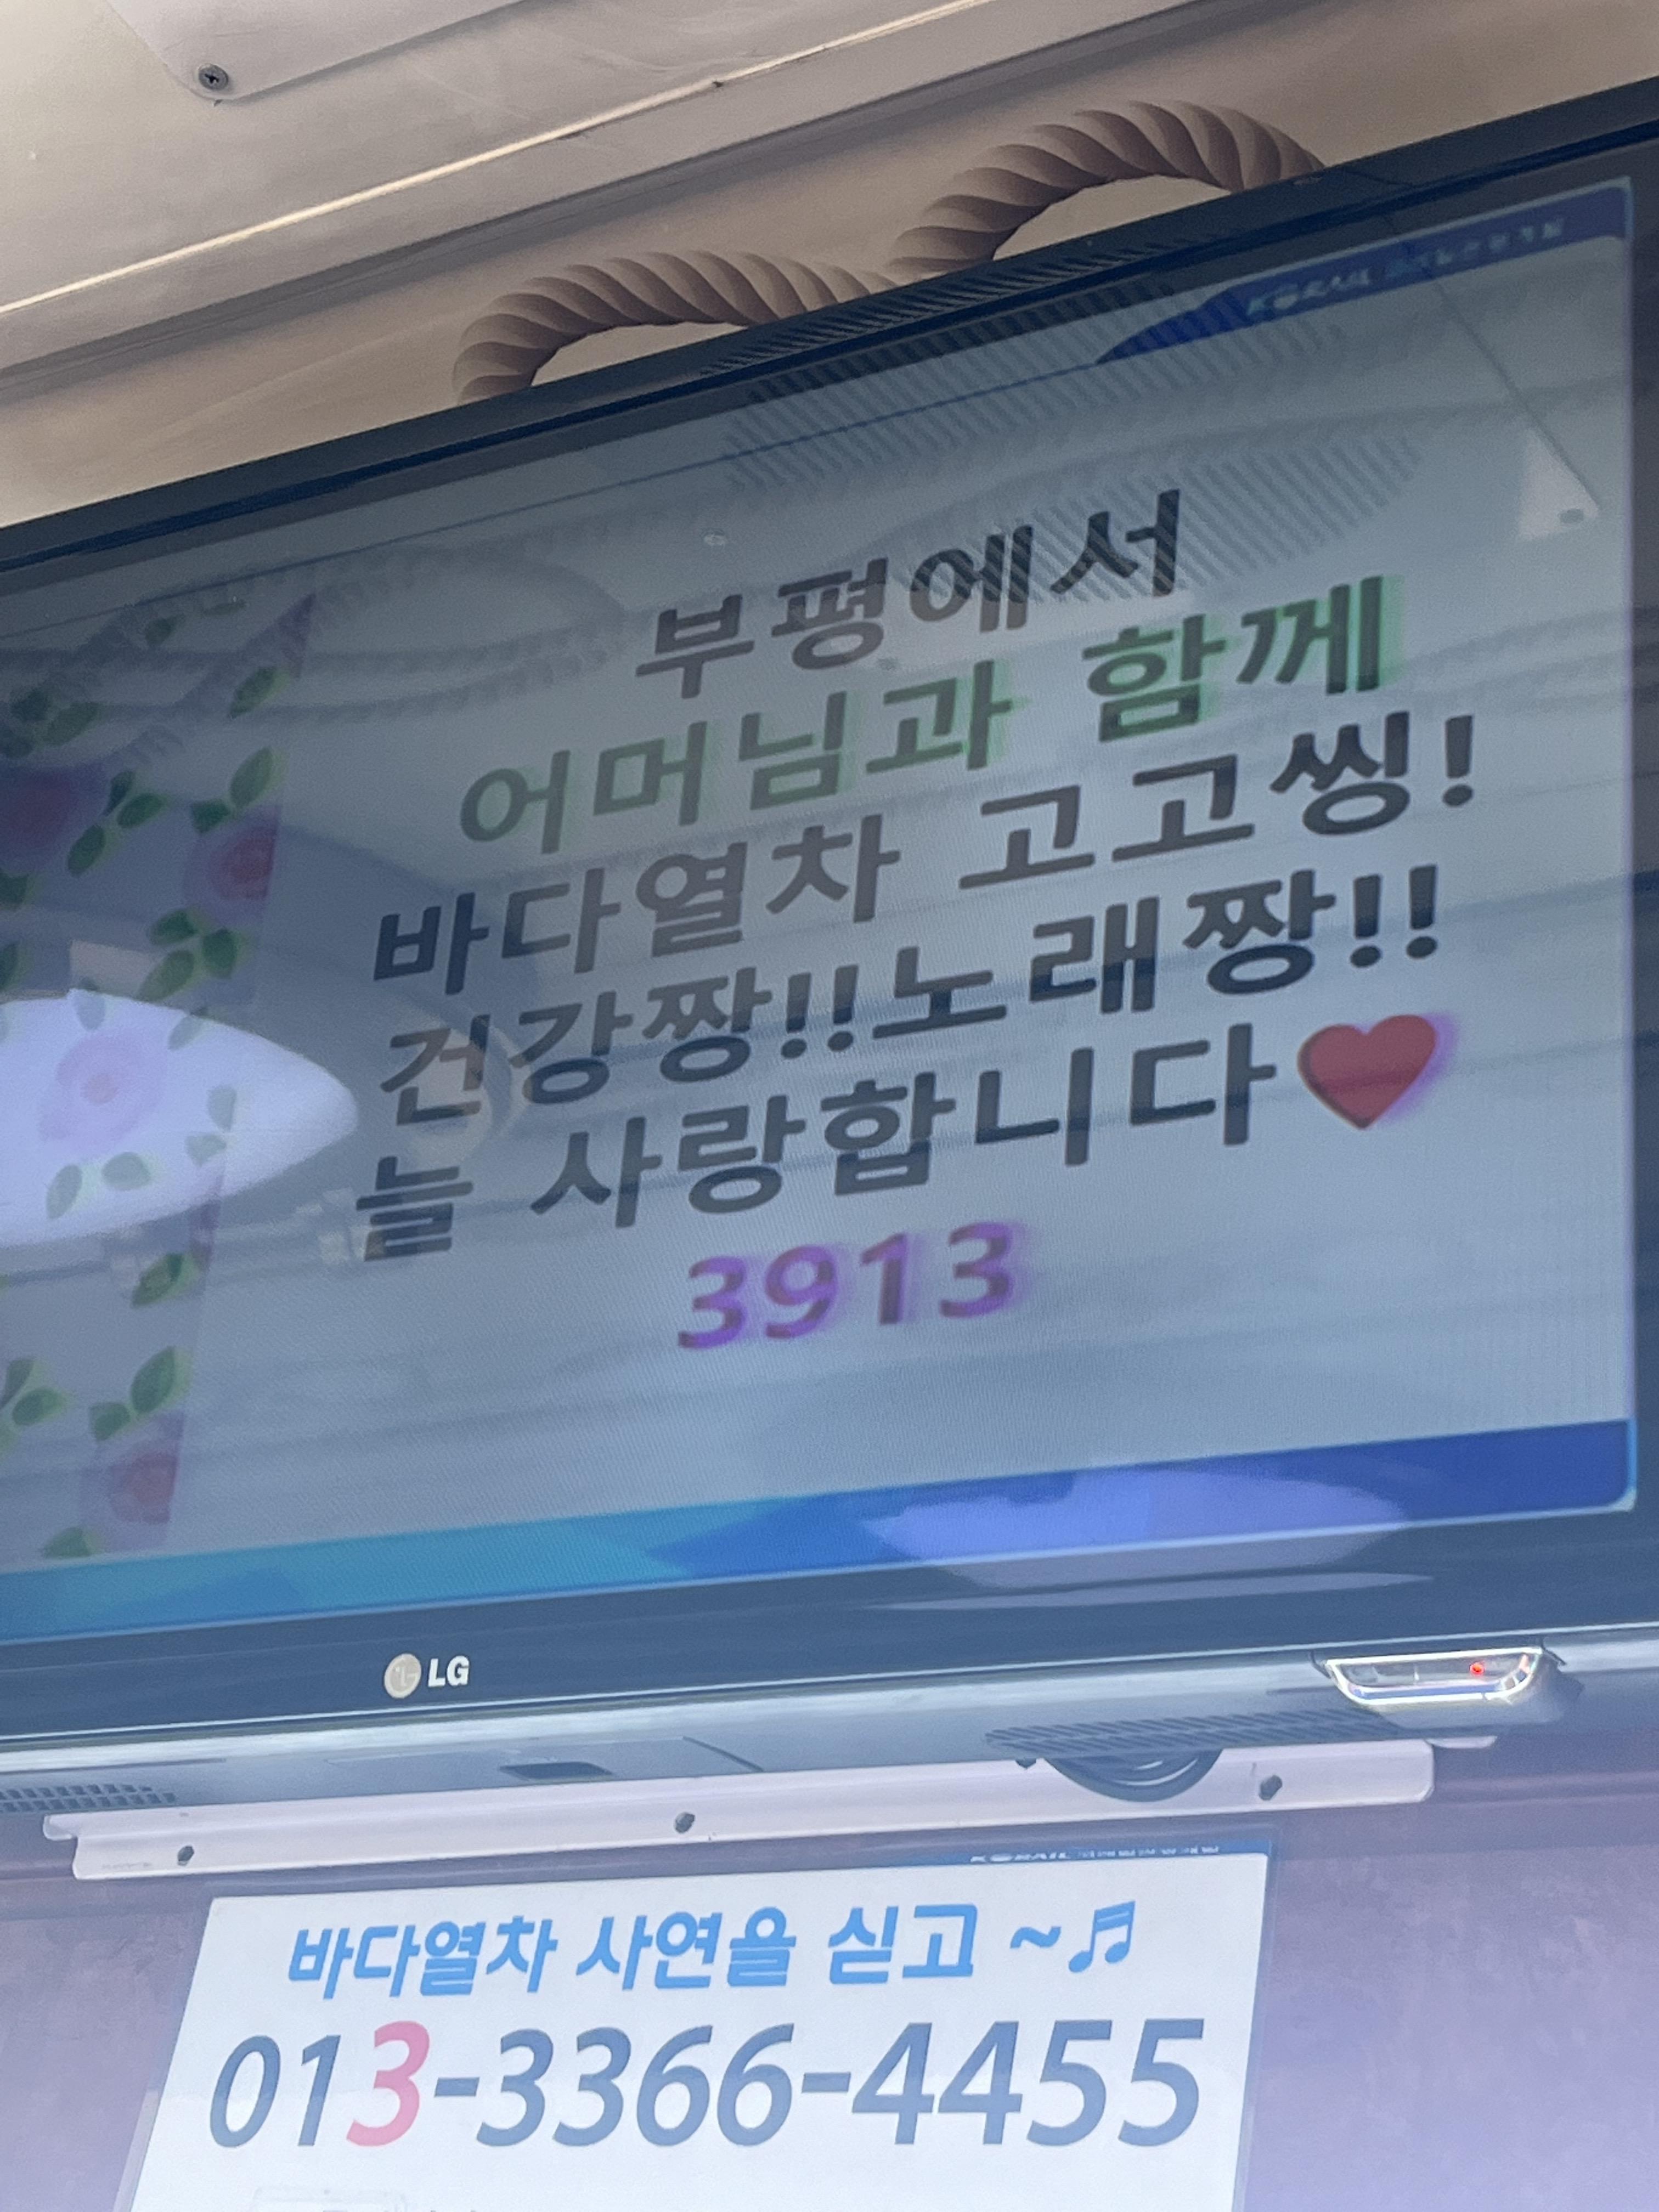 KORAIL
부평에서
어머님과 함께
바다열차 고고씽!
건강짱!!노래짱!!
늘 사랑합니다❤
3913
LG
바다열차 사연을 싣고 ~♬
013-3366-4455